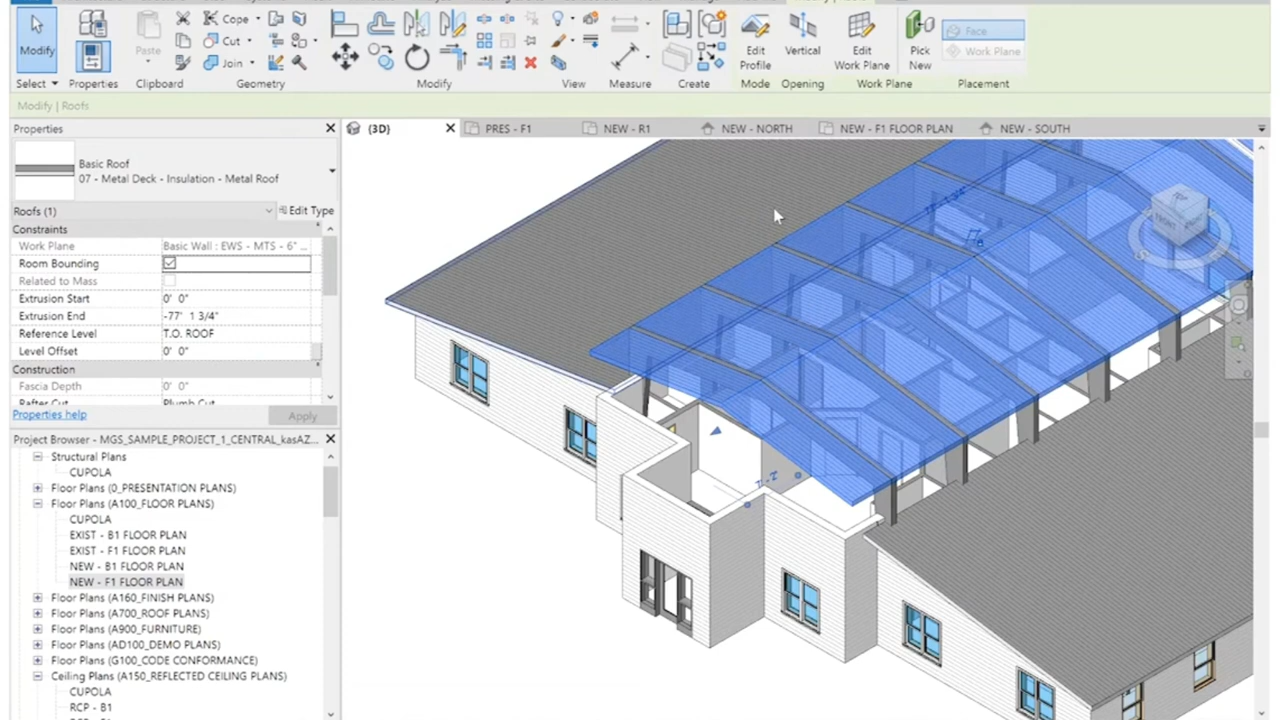 Cope
Modify
Paste
Cut
Join
Edit
Profile
Vertical
Edit
Work Plane
Pick
New
Face
Work Plane
Select
Properties
Clipboard
Geometry
Modify
View
Measure
Create
Mode
Opening
Work Plane
Placement
Modify | Roofs
Properties
(3D)
PRES - F1
NEW - R1
NEW - NORTH
NEW - F1 FLOOR PLAN
NEW - SOUTH
Basic Roof
07 - Metal Deck - Insulation - Metal Roof
Roofs (1)
Edit Type
Constraints
Work Plane
Basic Wall : EWS - MTS - 6" ...
Room Bounding
Related to Mass
Extrusion Start
0' 0"
Extrusion End
-77' 1 3/4"
Reference Level
T.O. ROOF
Level Offset
0' 0"
Construction
Fascia Depth
0' 0"
Rafter Cut
Plumb Cut
Properties help
Apply
Project Browser - MGS_SAMPLE_PROJECT_1_CENTRAL_kasAZ...
Structural Plans
CUPOLA
Floor Plans (0_PRESENTATION PLANS)
Floor Plans (A100_FLOOR PLANS)
CUPOLA
EXIST - B1 FLOOR PLAN
EXIST - F1 FLOOR PLAN
NEW - B1 FLOOR PLAN
NEW - F1 FLOOR PLAN
Floor Plans (A160_FINISH PLANS)
Floor Plans (A700_ROOF PLANS)
Floor Plans (A900_FURNITURE)
Floor Plans (AD100_DEMO PLANS)
Floor Plans (G100_CODE CONFORMANCE)
Ceiling Plans (A150_REFLECTED CEILING PLANS)
CUPOLA
RCP - B1